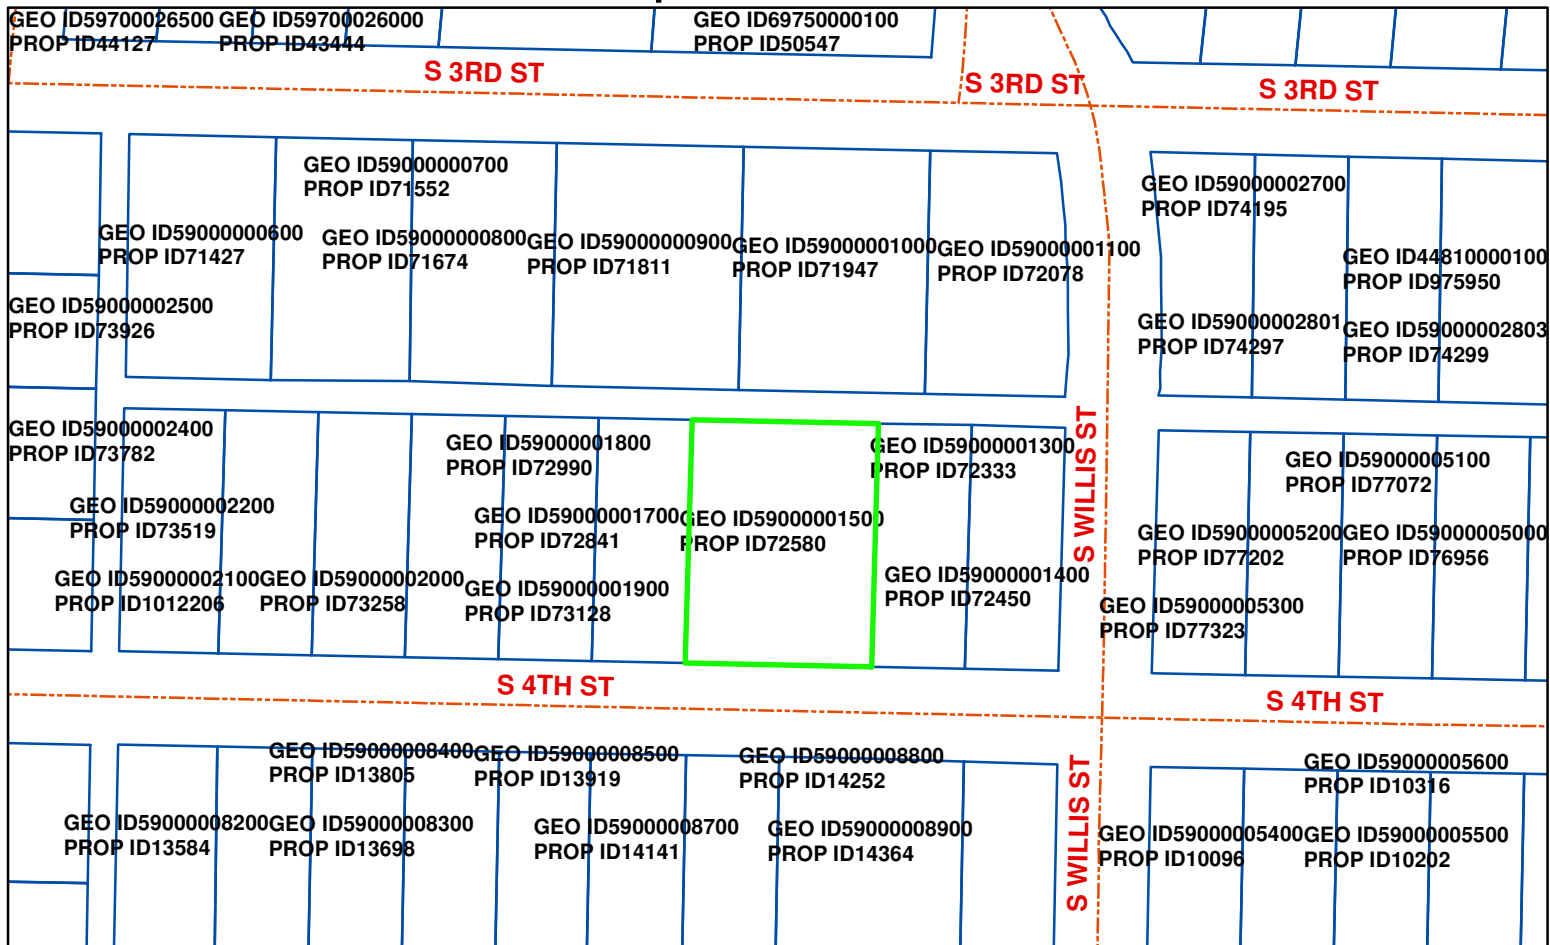 GEO ID59700026500
PROP ID44127
GEO ID59700026000
PROP ID43444
GEO ID69750000100
PROP ID50547
S 3RD ST
S 3RD ST
S 3RD ST
GEO ID59000000700
PROP ID71552
GEO ID59000002700
PROP ID74195
GEO ID59000000600
PROP ID71427
GEO ID59000000800
PROP ID71674
GEO ID59000000900
PROP ID71811
GEO ID59000001000
PROP ID71947
GEO ID59000001100
PROP ID72078
GEO ID44810000100
PROP ID975950
GEO ID59000002500
PROP ID73926
GEO ID59000002801
PROP ID74297
GEO ID59000002803
PROP ID74299
GEO ID59000002400
PROP ID73782
GEO ID59000001800
PROP ID72990
GEO ID59000001300
PROP ID72333
S WILLIS ST
GEO ID59000005100
PROP ID77072
GEO ID59000002200
PROP ID73519
GEO ID59000001700
PROP ID72841
GEO ID59000001500
PROP ID72580
GEO ID59000005200
PROP ID77202
GEO ID59000005000
PROP ID76956
GEO ID59000002100
PROP ID1012206
GEO ID59000002000
PROP ID73258
GEO ID59000001900
PROP ID73128
GEO ID59000001400
PROP ID72450
GEO ID59000005300
PROP ID77323
S 4TH ST
S 4TH ST
GEO ID59000008400
PROP ID13805
GEO ID59000008500
PROP ID13919
GEO ID59000008800
PROP ID14252
S WILLIS ST
GEO ID59000005600
PROP ID10316
GEO ID59000008200
PROP ID13584
GEO ID59000008300
PROP ID13698
GEO ID59000008700
PROP ID14141
GEO ID59000008900
PROP ID14364
GEO ID59000005400
PROP ID10096
GEO ID59000005500
PROP ID10202